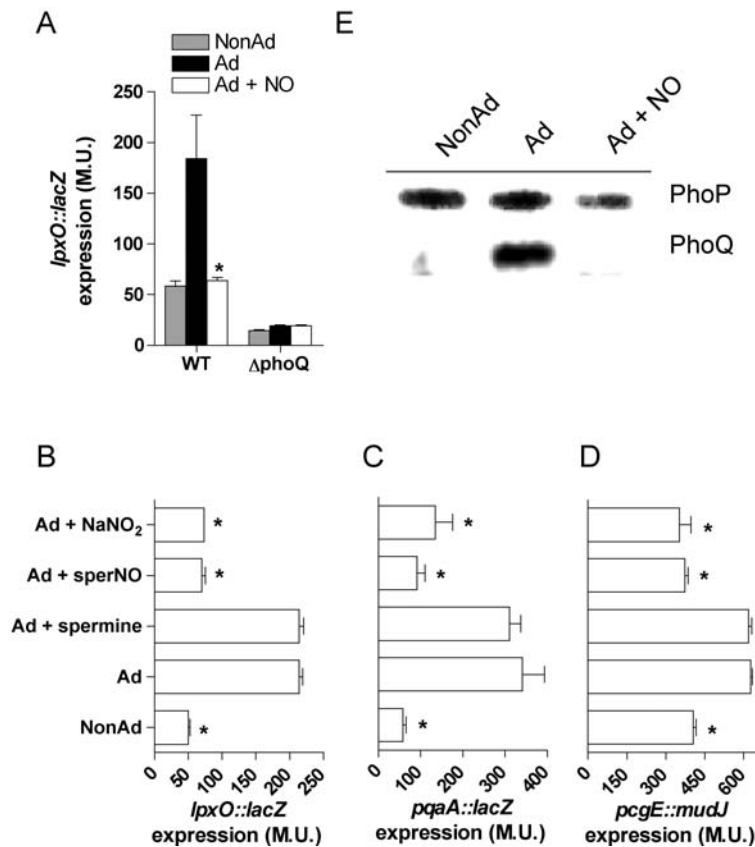 A
NonAd
Ad
Ad + NO
250
200
150
100
50
0
lpxO::lacZ
expression (M.U.)
*
WT
ΔphoQ
E
NonAd
Ad
Ad + NO
PhoP
PhoQ
B
Ad + NaNO₂
Ad + sperNO
Ad + spermine
Ad
NonAd
*
*
*
0
50
100
150
200
250
lpxO::lacZ
expression (M.U.)
C
*
*
*
0
100
200
300
400
pqaA::lacZ
expression (M.U.)
D
*
*
*
0
150
300
450
600
pcgE::mudJ
expression (M.U.)